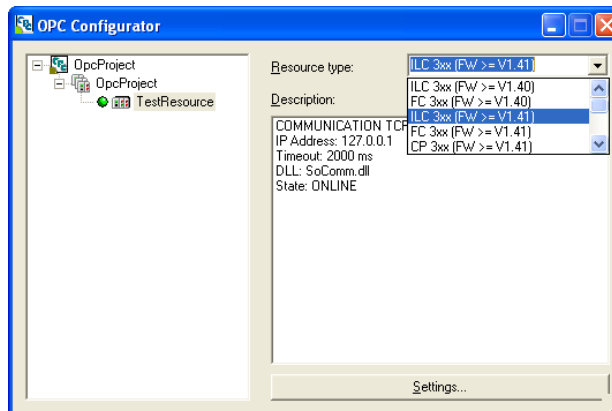 OPC Configurator
OpcProject
OpcProject
TestResource
Resource type:
ILC 3xx (FW >= V1.41)
ILC 3xx (FW >= V1.40)
FC 3xx (FW >= V1.40)
ILC 3xx (FW >= V1.41)
FC 3xx (FW >= V1.41)
CP 3xx (FW >= V1.41)
Description:
COMMUNICATION TCP
IP Address: 127.0.0.1
Timeout: 2000 ms
DLL: SoComm.dll
State: ONLINE
Settings...